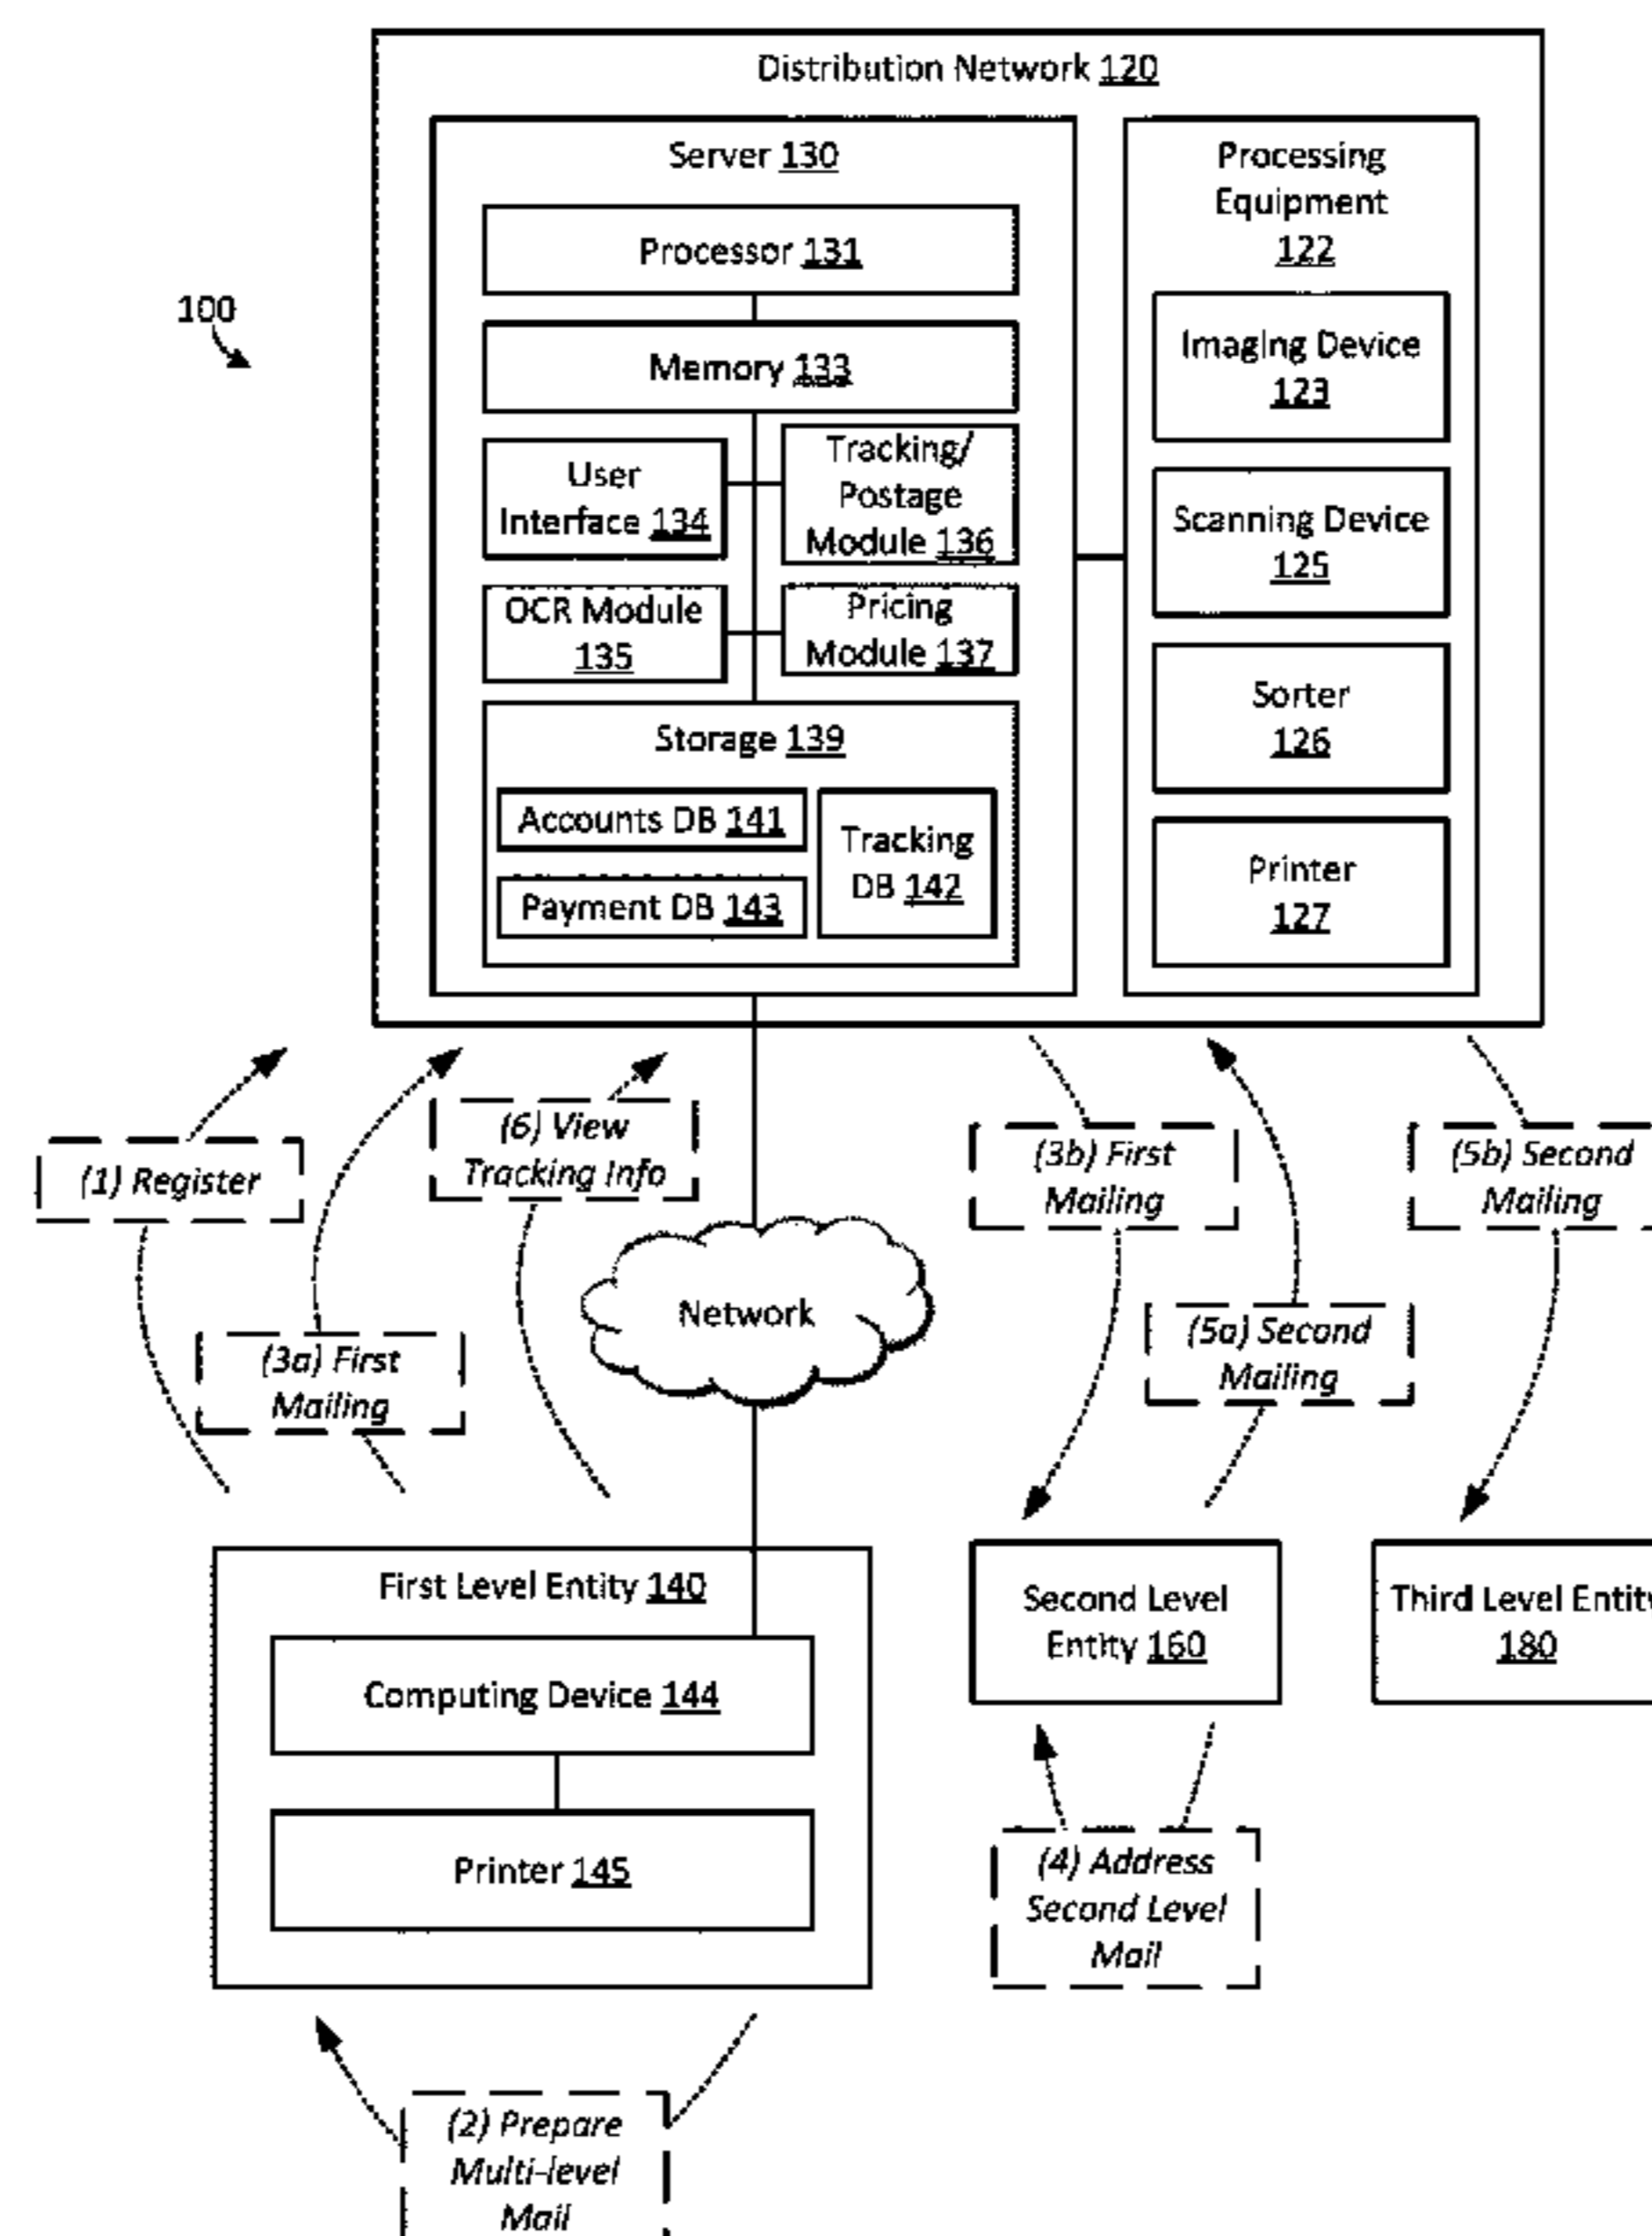 Distribution Network 120
Server 130
Processor 131
Memory 133
User
Interface 134
Tracking/
Postage
Module 136
OCR Module
135
Pricing
Module 137
Storage 139
Accounts DB 141
Payment DB 143
Tracking
DB 142
Processing
Equipment
122
Imaging Device
123
Scanning Device
125
Sorter
126
Printer
127
100
(1) Register
(3a) First
Mailing
(6) View
Tracking Info
Network
(3b) First
Mailing
(5a) Second
Mailing
(5b) Second
Mailing
First Level Entity 140
Computing Device 144
Printer 145
Second Level
Entity 160
Third Level Entity
180
(4) Address
Second Level
Mail
(2) Prepare
Multi-level
Mail